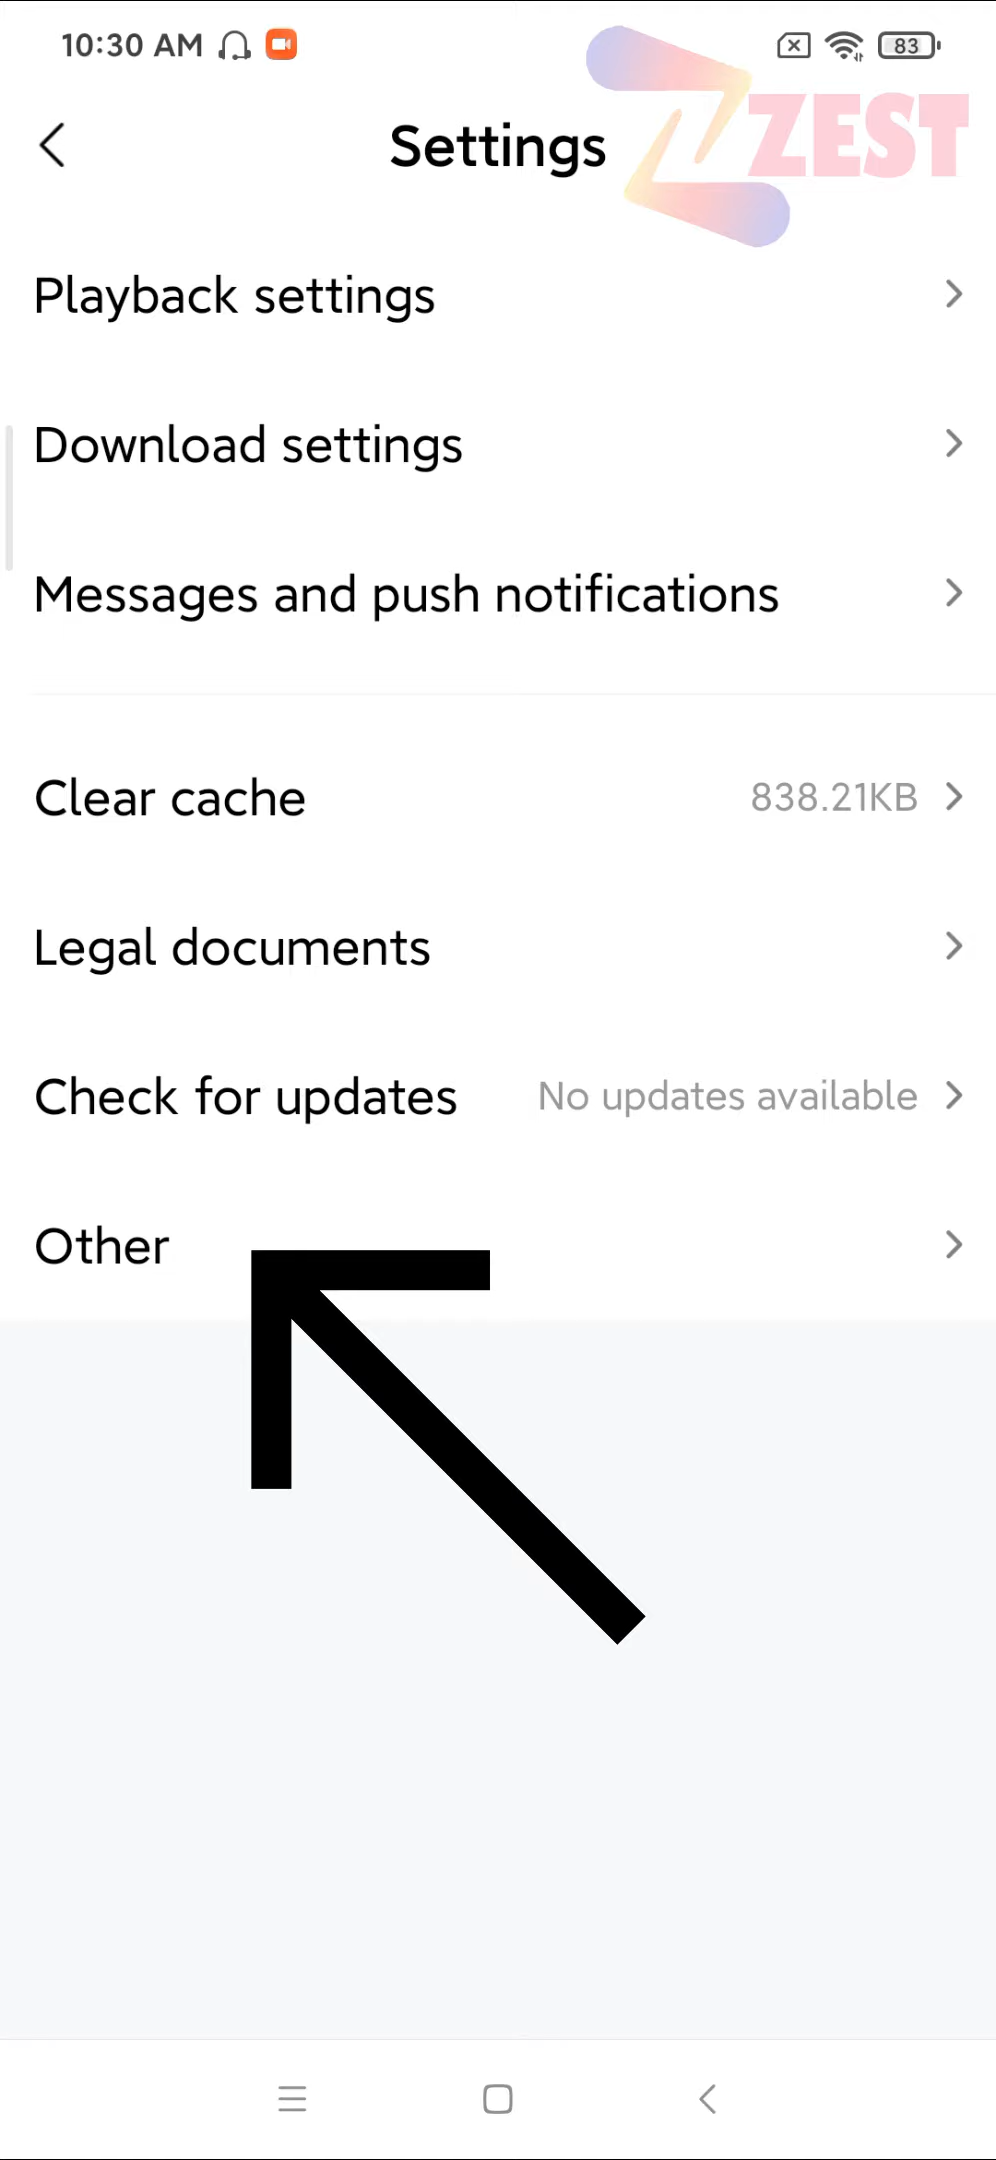 10:30 AM
83
Settings
ZEST
Playback settings
Download settings
Messages and push notifications
Clear cache 838.21KB
Legal documents
Check for updates No updates available
Other